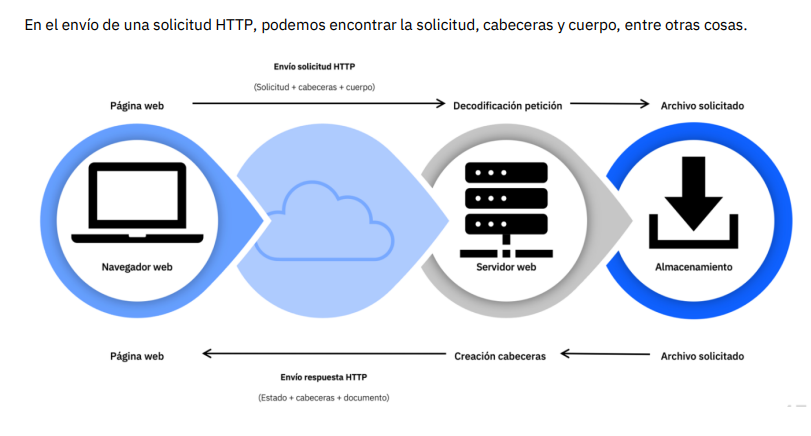 En el envío de una solicitud HTTP, podemos encontrar la solicitud, cabeceras y cuerpo, entre otras cosas.
Envío solicitud HTTP
(Solicitud + cabeceras + cuerpo)
Página web
Decodificación petición
Archivo solicitado
Navegador web
Servidor web
Almacenamiento
Página web
Creación cabeceras
Archivo solicitado
Envío respuesta HTTP
(Estado + cabeceras + documento)